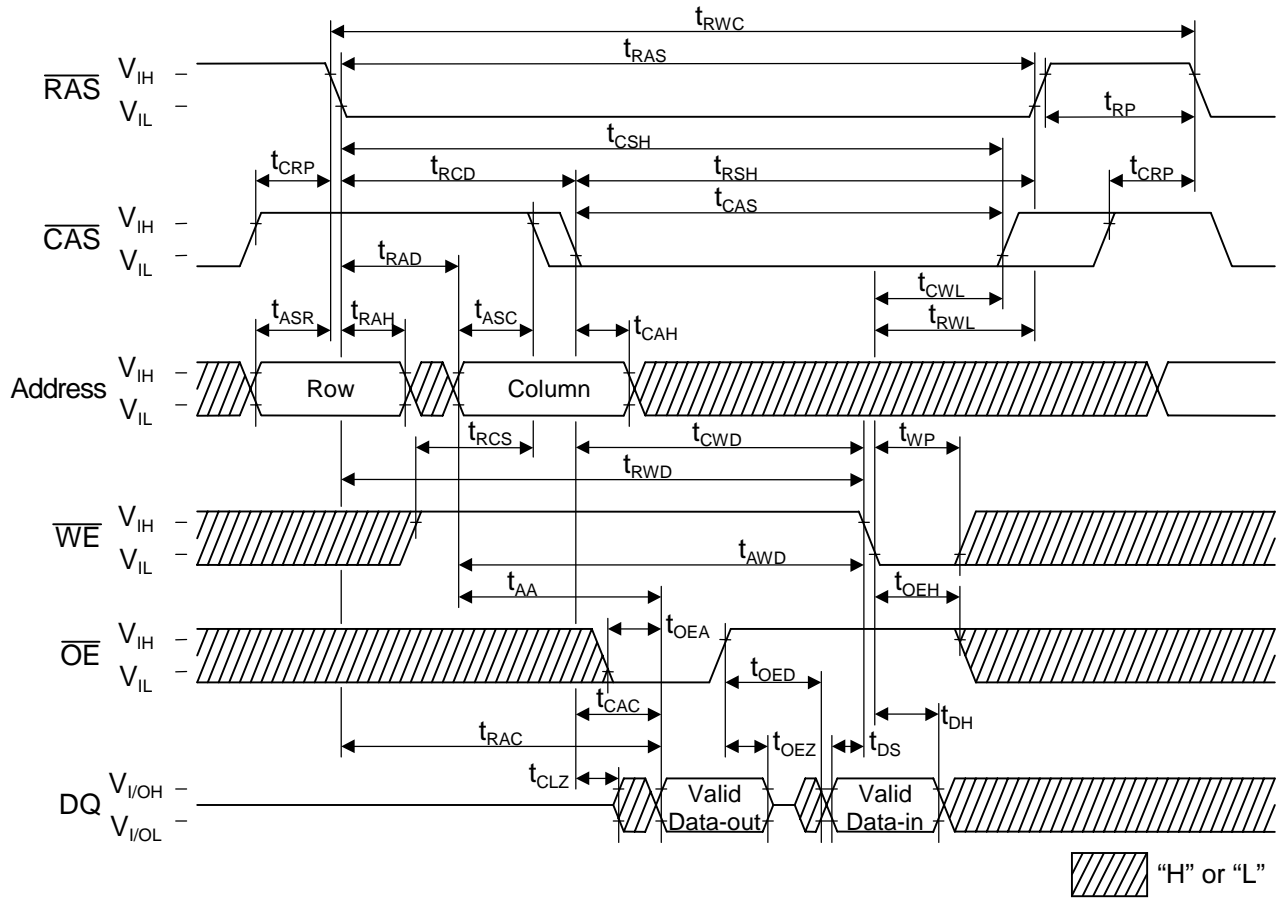 tRWC
tRAS
RAS VIH
VIL
tRP
tCSH
tCRP tRCD tRSH tCRP
tCAS
CAS VIH
VIL
tRAD
tCWL
tASR tRAH tASC tCAH tRWL
Address VIH Row Column
VIL
tRCS tCWD tWP
tRWD
WE VIH
VIL
tAWD
tAA tOEH
OE VIH tOEA
VIL
tOED
tCAC tDH
tRAC tOEZ tDS
tCLZ
DQ VI/OH Valid Valid
VI/OL Data-out Data-in
“H” or “L”